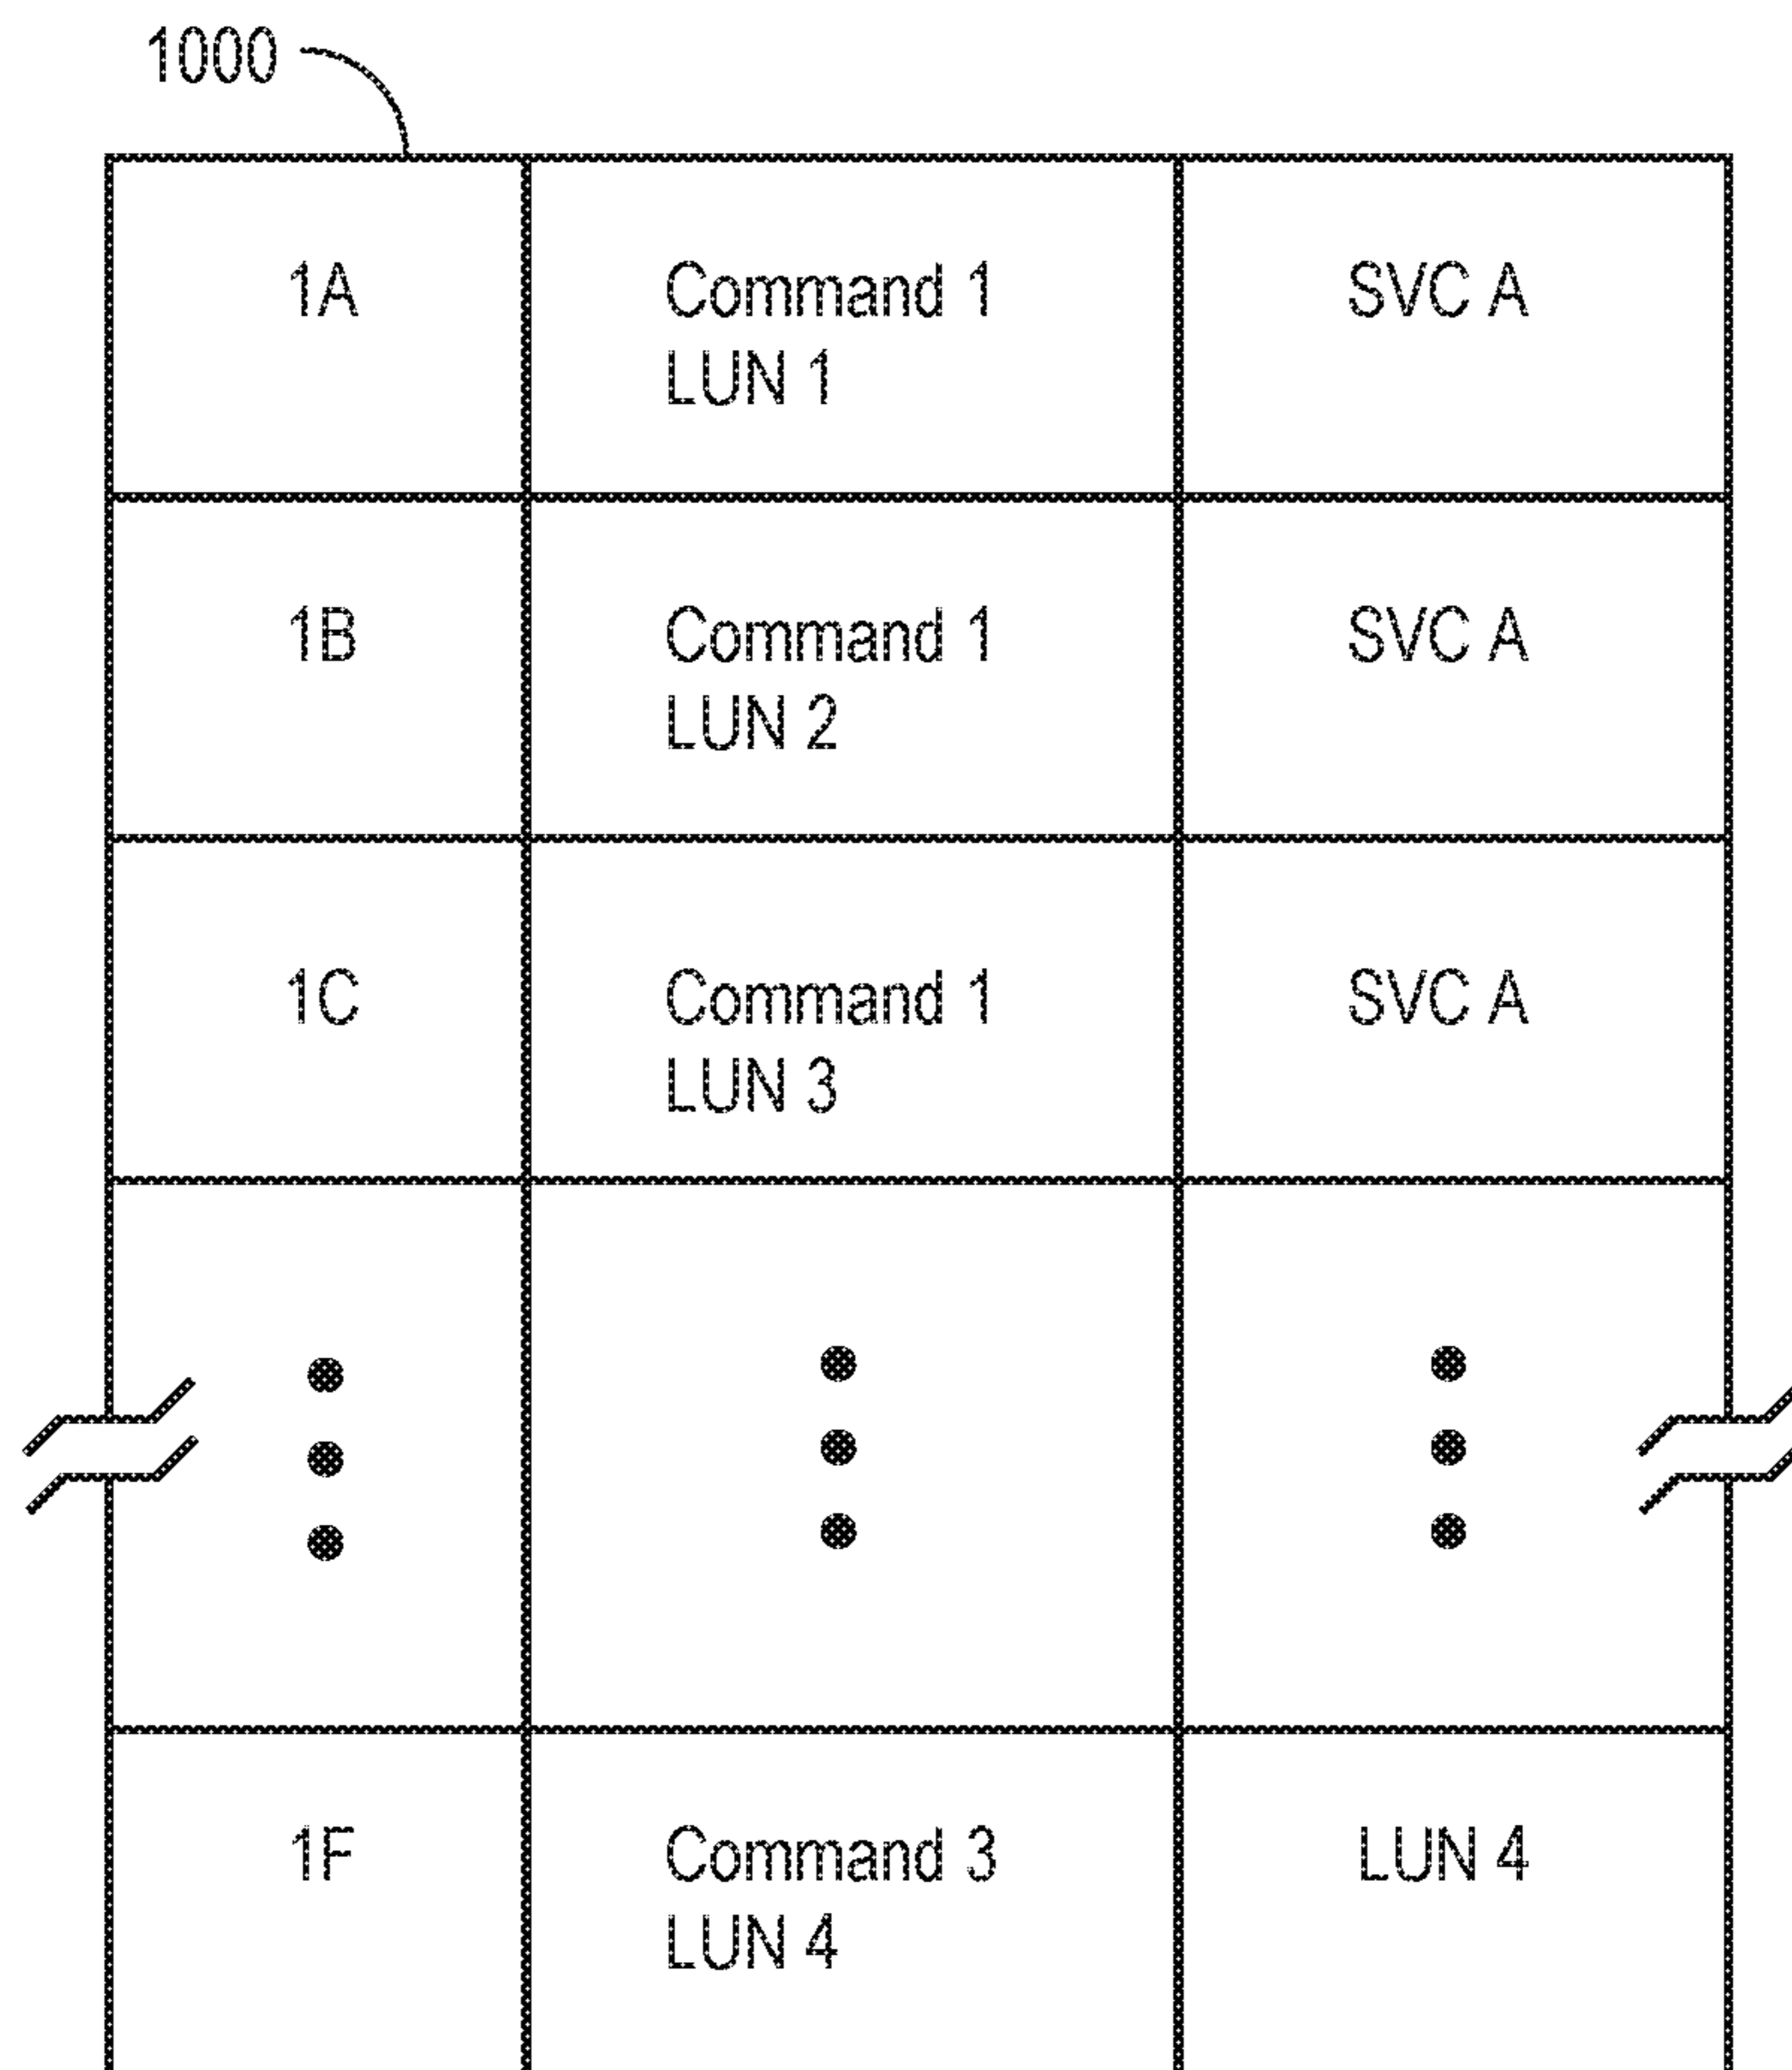 1000
1A Command 1 SVC A
LUN 1
1B Command 1 SVC A
LUN 2
1C Command 1 SVC A
LUN 3
1F Command 3 LUN 4
LUN 4